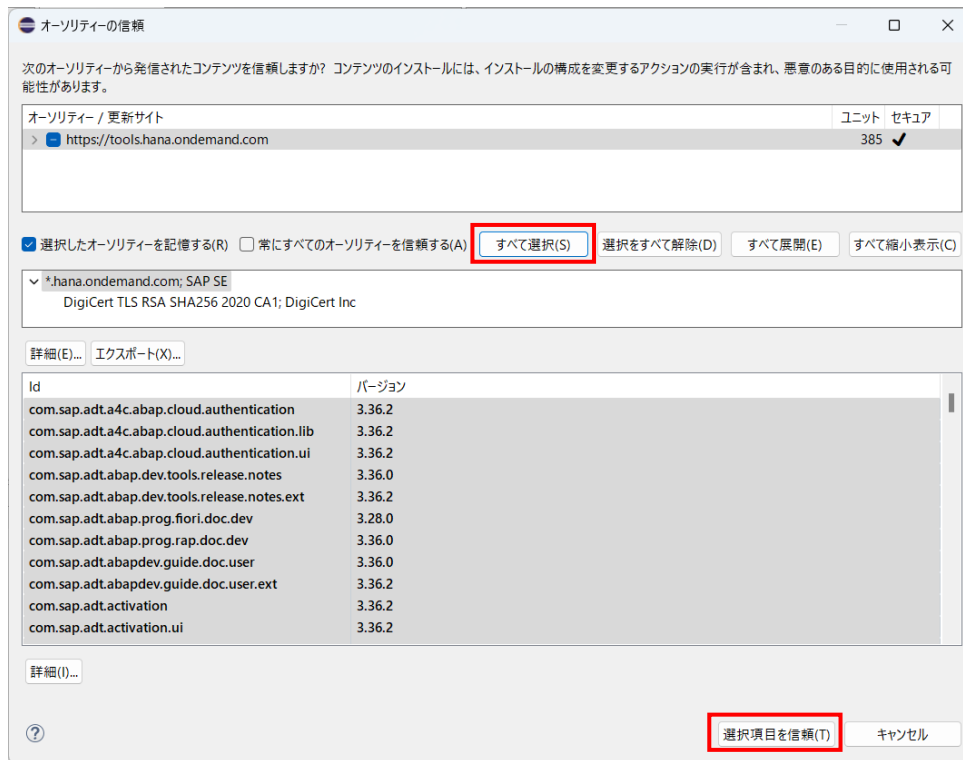 オーソリティーの信頼
次のオーソリティーから発信されたコンテンツを信頼しますか? コンテンツのインストールには、インストールの構成を変更するアクションの実行が含まれ、悪意のある目的に使用される可
能性があります。
オーソリティー / 更新サイト ユニット セキュア
https://tools.hana.ondemand.com 385
選択したオーソリティーを記憶する(R) 常にすべてのオーソリティーを信頼する(A) すべて選択(S) 選択をすべて解除(D) すべて展開(E) すべて縮小表示(C)
*.hana.ondemand.com; SAP SE
DigiCert TLS RSA SHA256 2020 CA1; DigiCert Inc
詳細(E)... エクスポート(X)...
Id バージョン
com.sap.adt.a4c.abap.cloud.authentication 3.36.2
com.sap.adt.a4c.abap.cloud.authentication.lib 3.36.2
com.sap.adt.a4c.abap.cloud.authentication.ui 3.36.2
com.sap.adt.abap.dev.tools.release.notes 3.36.0
com.sap.adt.abap.dev.tools.release.notes.ext 3.36.2
com.sap.adt.abap.prog.fiori.doc.dev 3.28.0
com.sap.adt.abap.prog.rap.doc.dev 3.36.0
com.sap.adt.abapdev.guide.doc.user 3.36.0
com.sap.adt.abapdev.guide.doc.user.ext 3.36.2
com.sap.adt.activation 3.36.2
com.sap.adt.activation.ui 3.36.2
詳細(I)...
選択項目を信頼(T) キャンセル